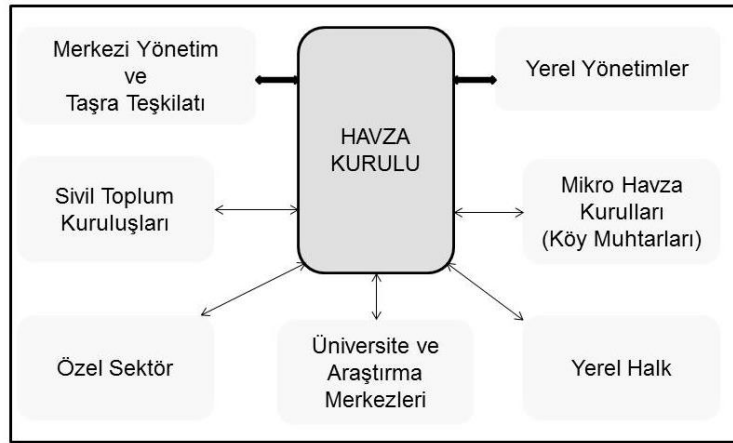 Merkezi Yönetim
ve
Taşra Teşkilatı
Yerel Yönetimler
HAVZA
KURULU
Sivil Toplum
Kuruluşları
Mikro Havza
Kurulları
(Köy Muhtarları)
Özel Sektör
Üniversite ve
Araştırma
Merkezleri
Yerel Halk